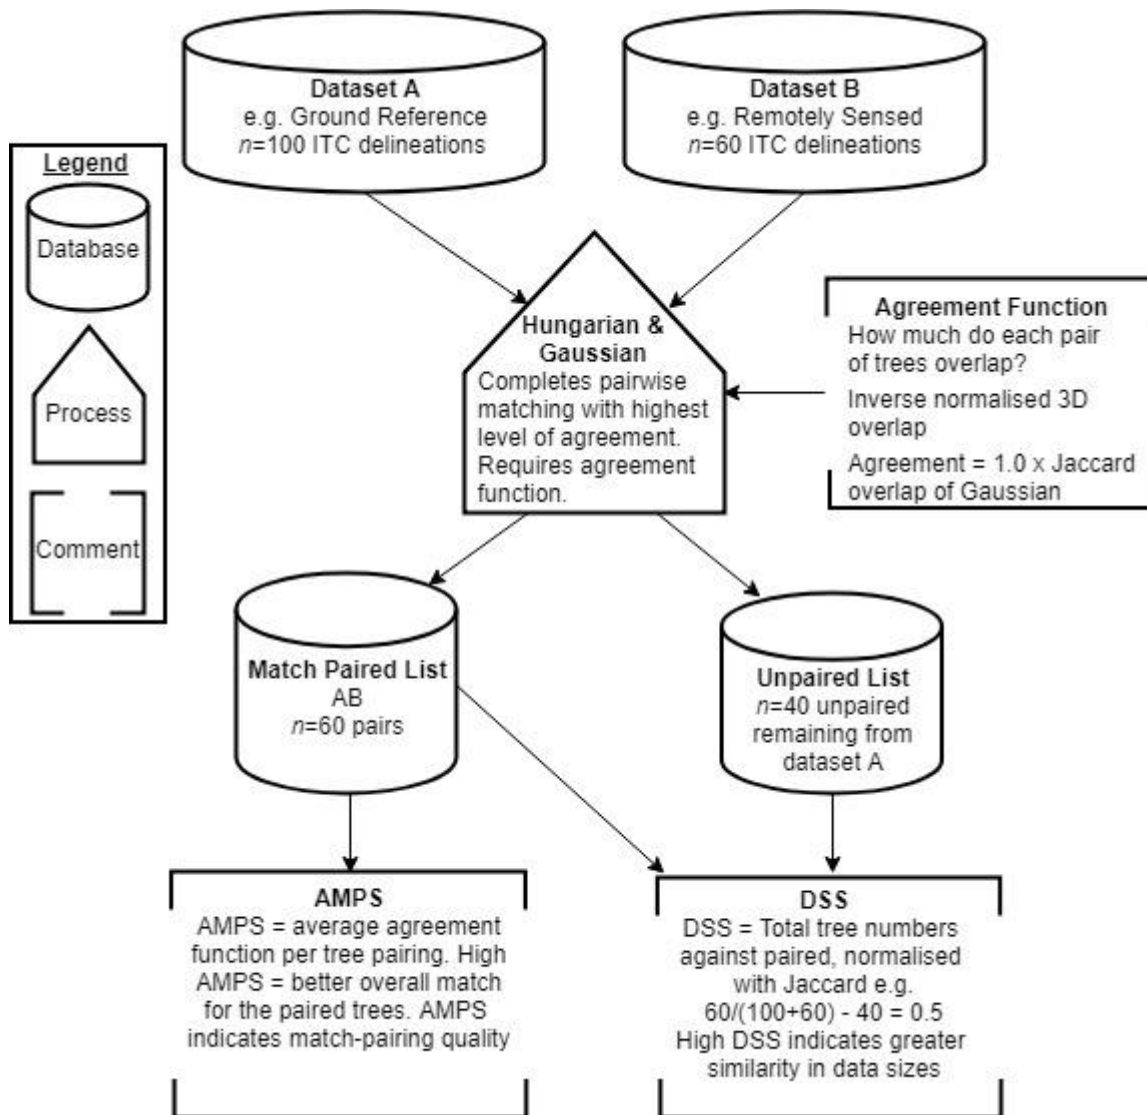 Dataset A
e.g. Ground Reference
n=100 ITC delineations
Dataset B
e.g. Remotely Sensed
n=60 ITC delineations
Legend
Database
Process
Comment
Hungarian &
Gaussian
Completes pairwise
matching with highest
level of agreement.
Requires agreement
function.
Agreement Function
How much do each pair
of trees overlap?
Inverse normalised 3D
overlap
Agreement = 1.0 x Jaccard
overlap of Gaussian
Match Paired List
AB
n=60 pairs
Unpaired List
n=40 unpaired
remaining from
dataset A
AMPS
AMPS = average agreement
function per tree pairing. High
AMPS = better overall match
for the paired trees. AMPS
indicates match-pairing quality
DSS
DSS = Total tree numbers
against paired, normalised
with Jaccard e.g.
60/(100+60) - 40 = 0.5
High DSS indicates greater
similarity in data sizes